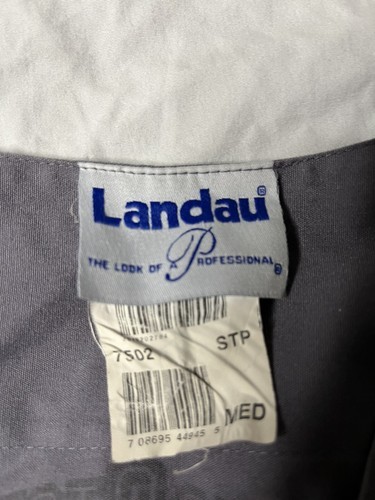 Landau®
THE LOOK OF A PROFESSIONAL®
7502 STP
MED
7 08695 44945 5